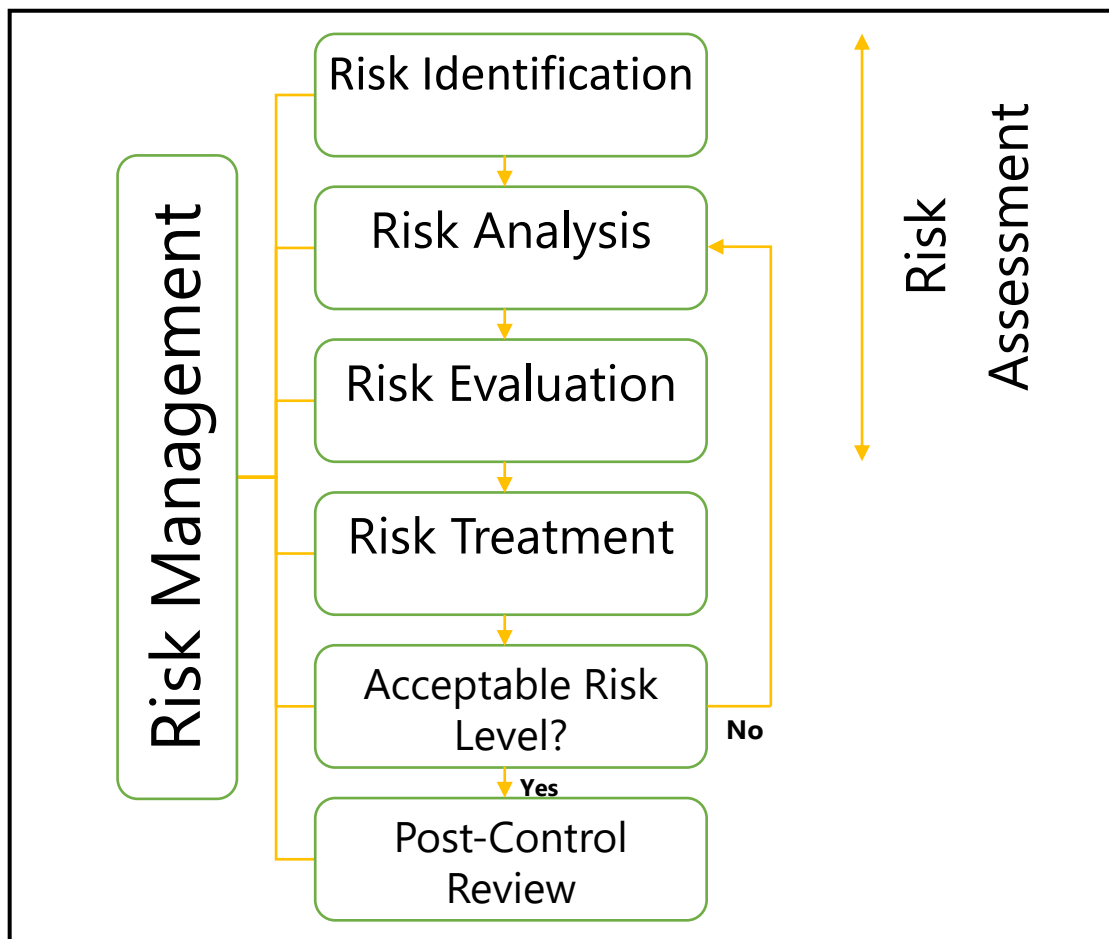 Risk Management
Risk Identification
Risk Analysis
Risk Evaluation
Risk Treatment
Acceptable Risk
Level?
No
Yes
Post-Control
Review
Risk
Assessment